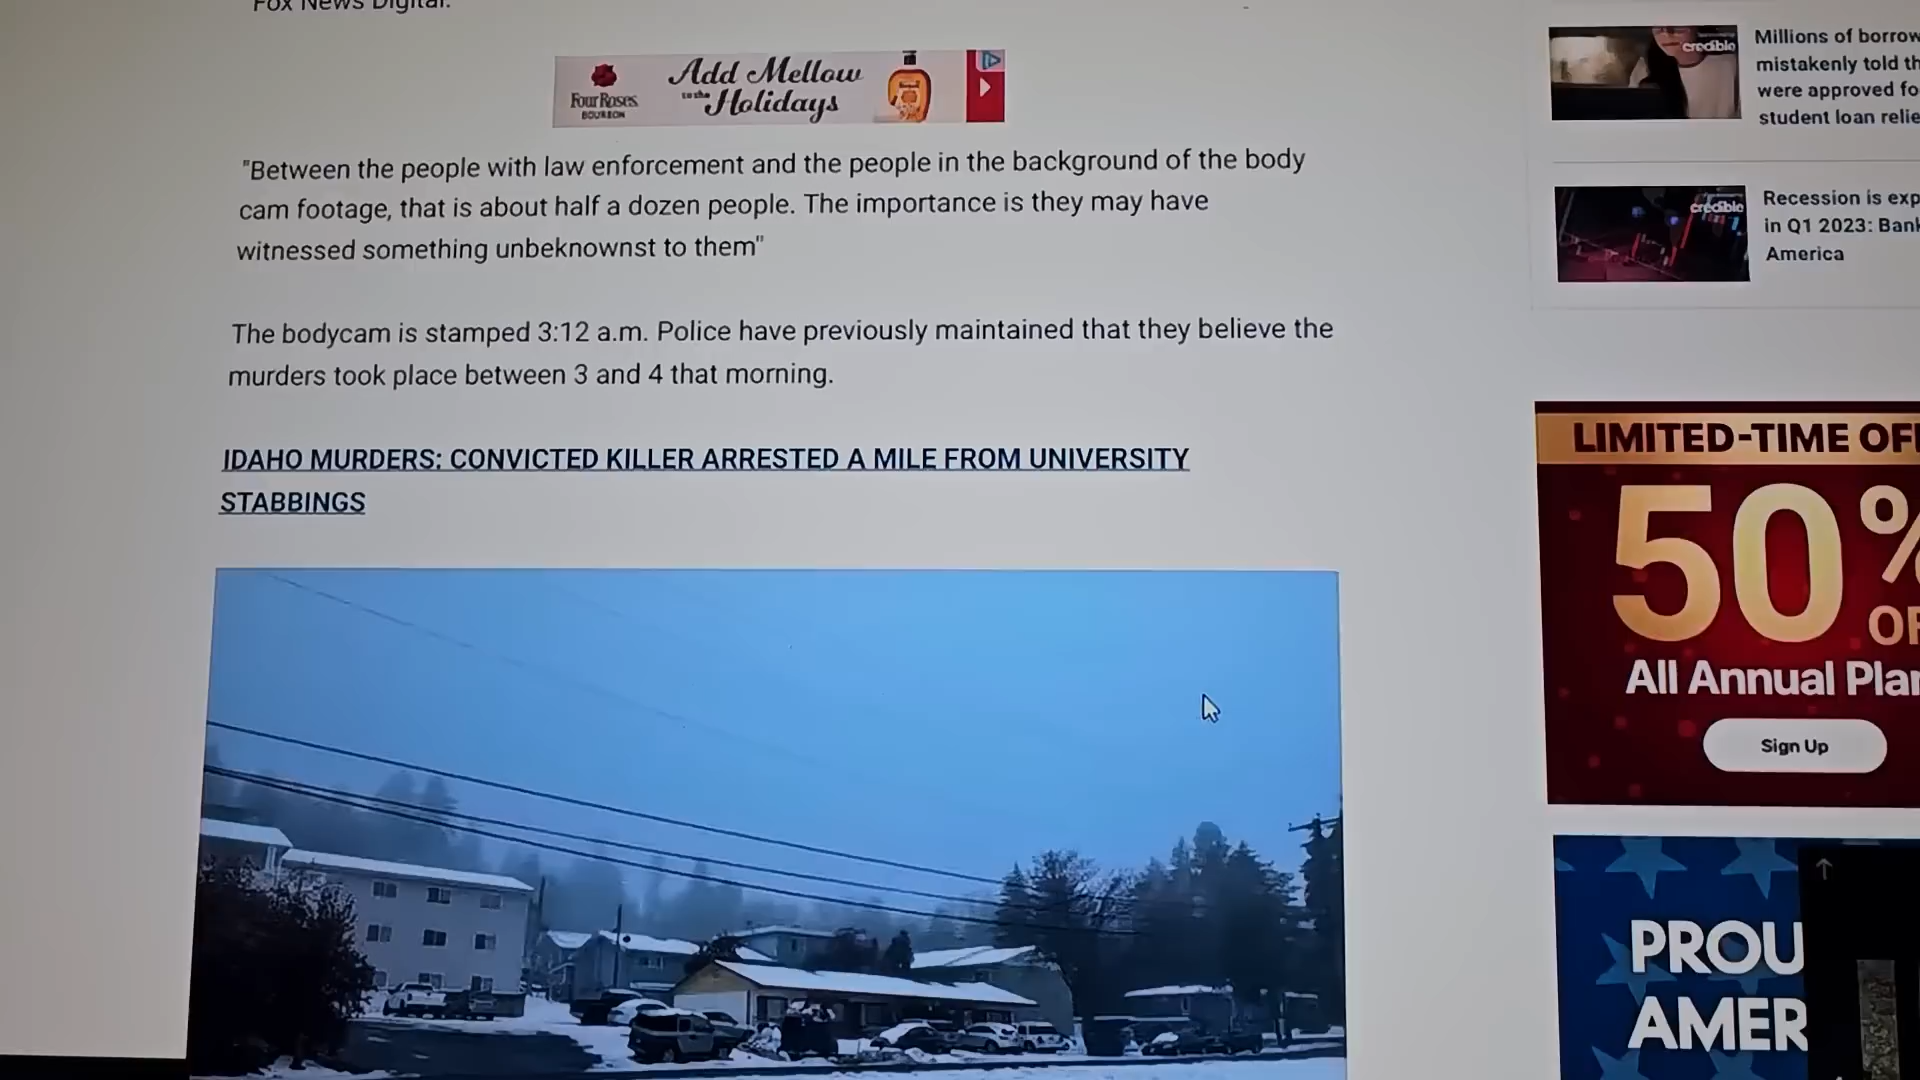 Fox News Digital.
Four Roses
BOURBON
Add Mellow
to the Holidays
"Between the people with law enforcement and the people in the background of the body
cam footage, that is about half a dozen people. The importance is they may have
witnessed something unbeknownst to them"
The bodycam is stamped 3:12 a.m. Police have previously maintained that they believe the
murders took place between 3 and 4 that morning.
IDAHO MURDERS: CONVICTED KILLER ARRESTED A MILE FROM UNIVERSITY
STABBINGS
credible
Millions of borrow
mistakenly told th
were approved fo
student loan relie
credible
Recession is exp
in Q1 2023: Bank
America
LIMITED-TIME OF
50%
OF
All Annual Plan
Sign Up
PROU
AMER